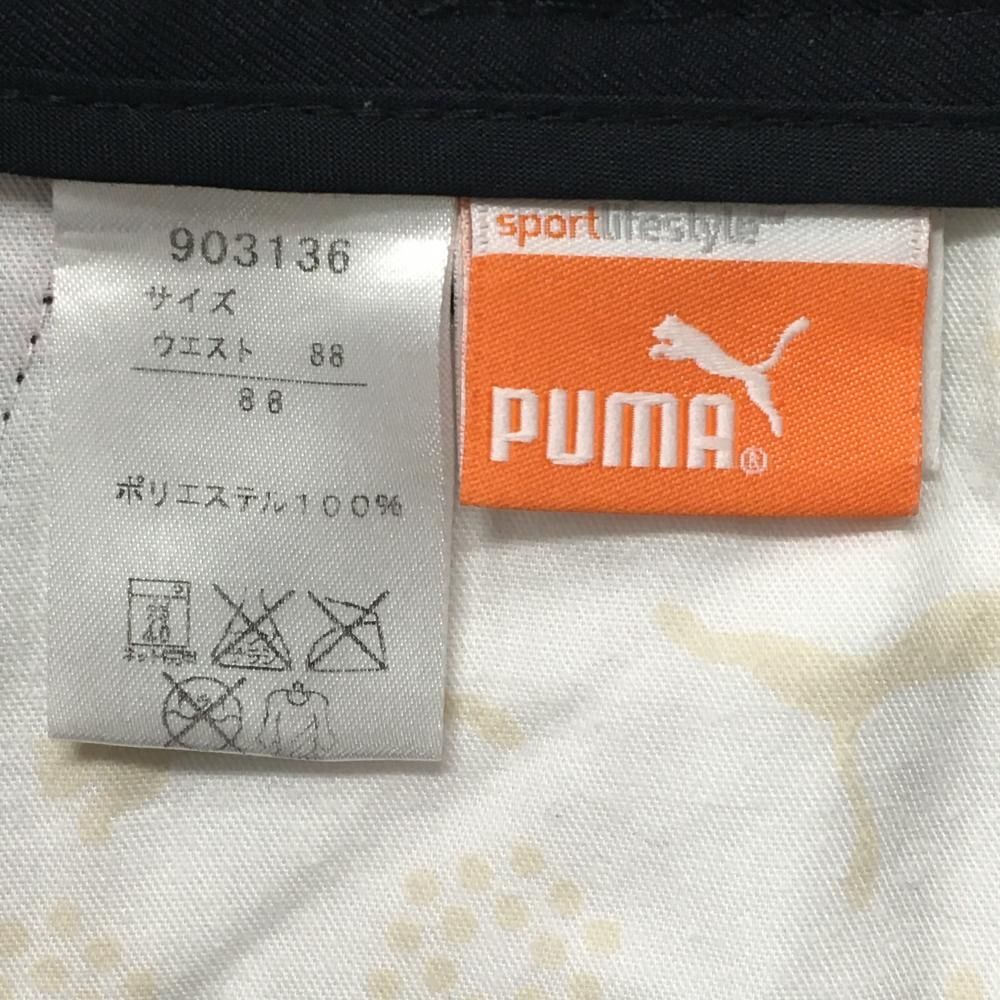 903136
サイズ
ウエスト 88
88
ポリエステル100%
40
sportlifestyle™
PUMA®